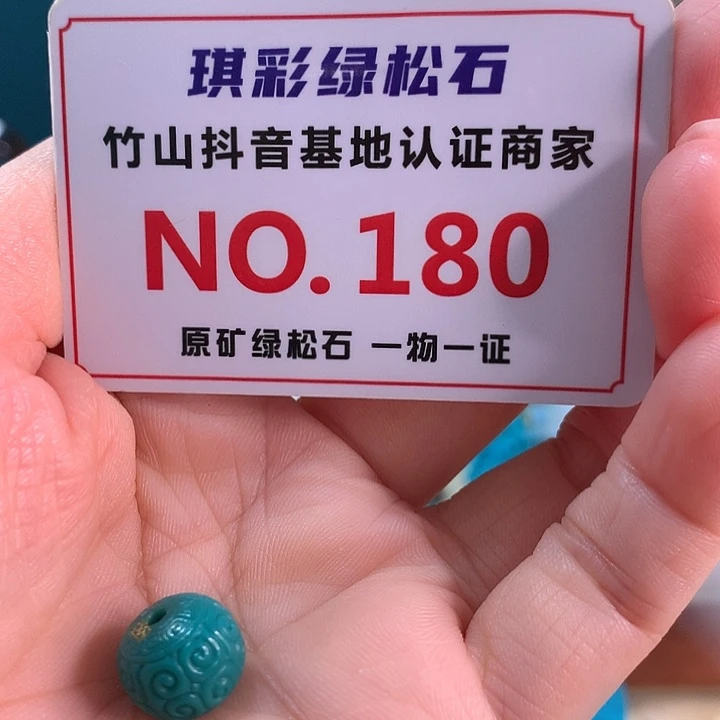 琪彩绿松石
竹山抖音基地认证商家
NO.180
原矿绿松石 一物一证